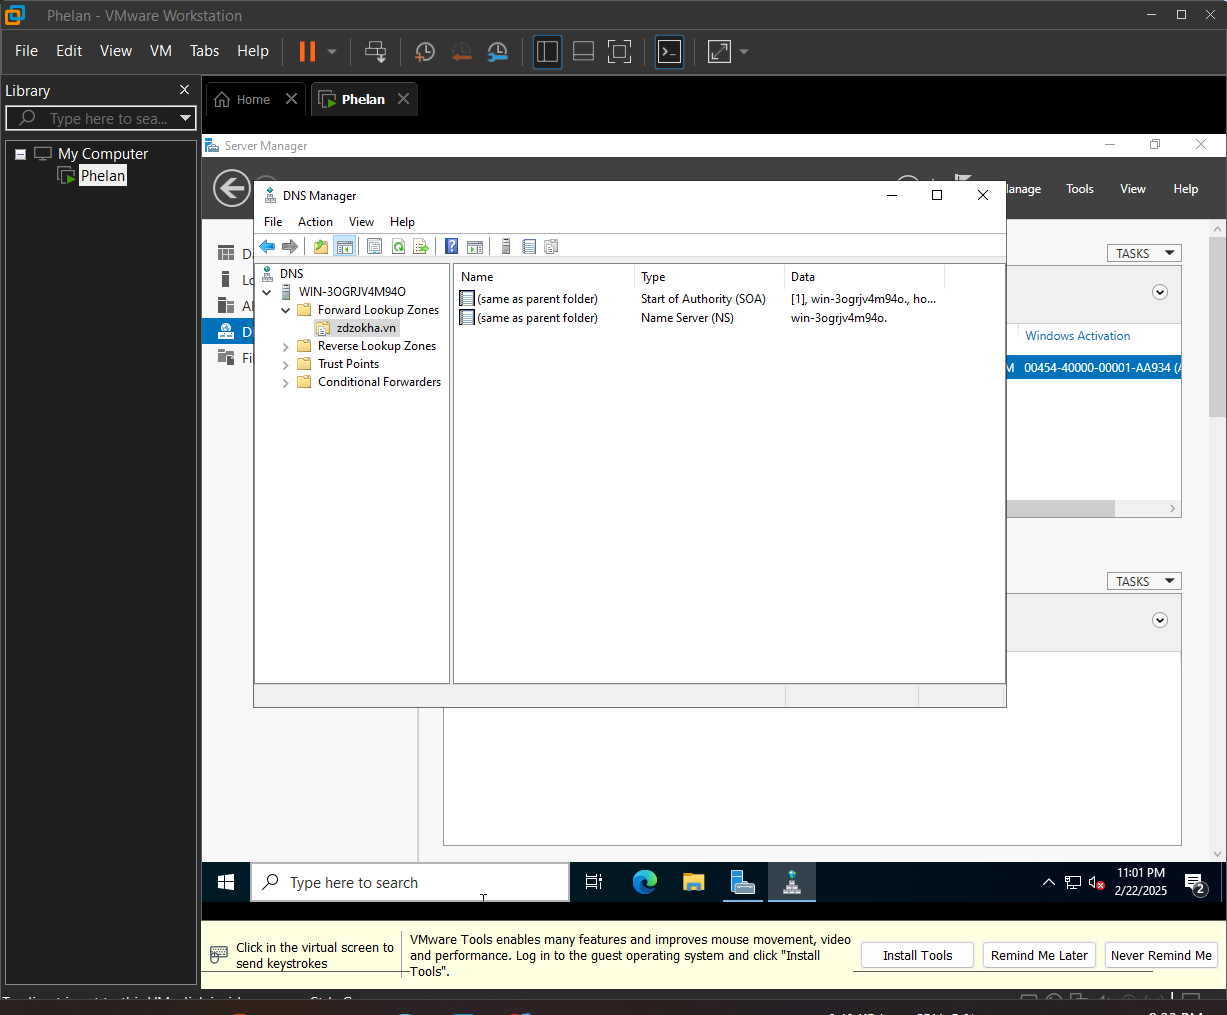 Phelan - VMware Workstation
File Edit View VM Tabs Help
Library
Type here to sea...
My Computer
Phelan
Home
Phelan
Server Manager
Manage Tools View Help
DNS Manager
File Action View Help
DNS
WIN-3OGRJV4M94O
Forward Lookup Zones
zdzokha.vn
Reverse Lookup Zones
Trust Points
Conditional Forwarders
Name Type Data
(same as parent folder) Start of Authority (SOA) [1], win-3ogrjv4m94o., ho...
(same as parent folder) Name Server (NS) win-3ogrjv4m94o.
TASKS
Windows Activation
M 00454-40000-00001-AA934 (A
TASKS
Type here to search
11:01 PM
2/22/2025
2
Click in the virtual screen to
send keystrokes
VMware Tools enables many features and improves mouse movement, video
and performance. Log in to the guest operating system and click "Install
Tools".
Install Tools
Remind Me Later
Never Remind Me